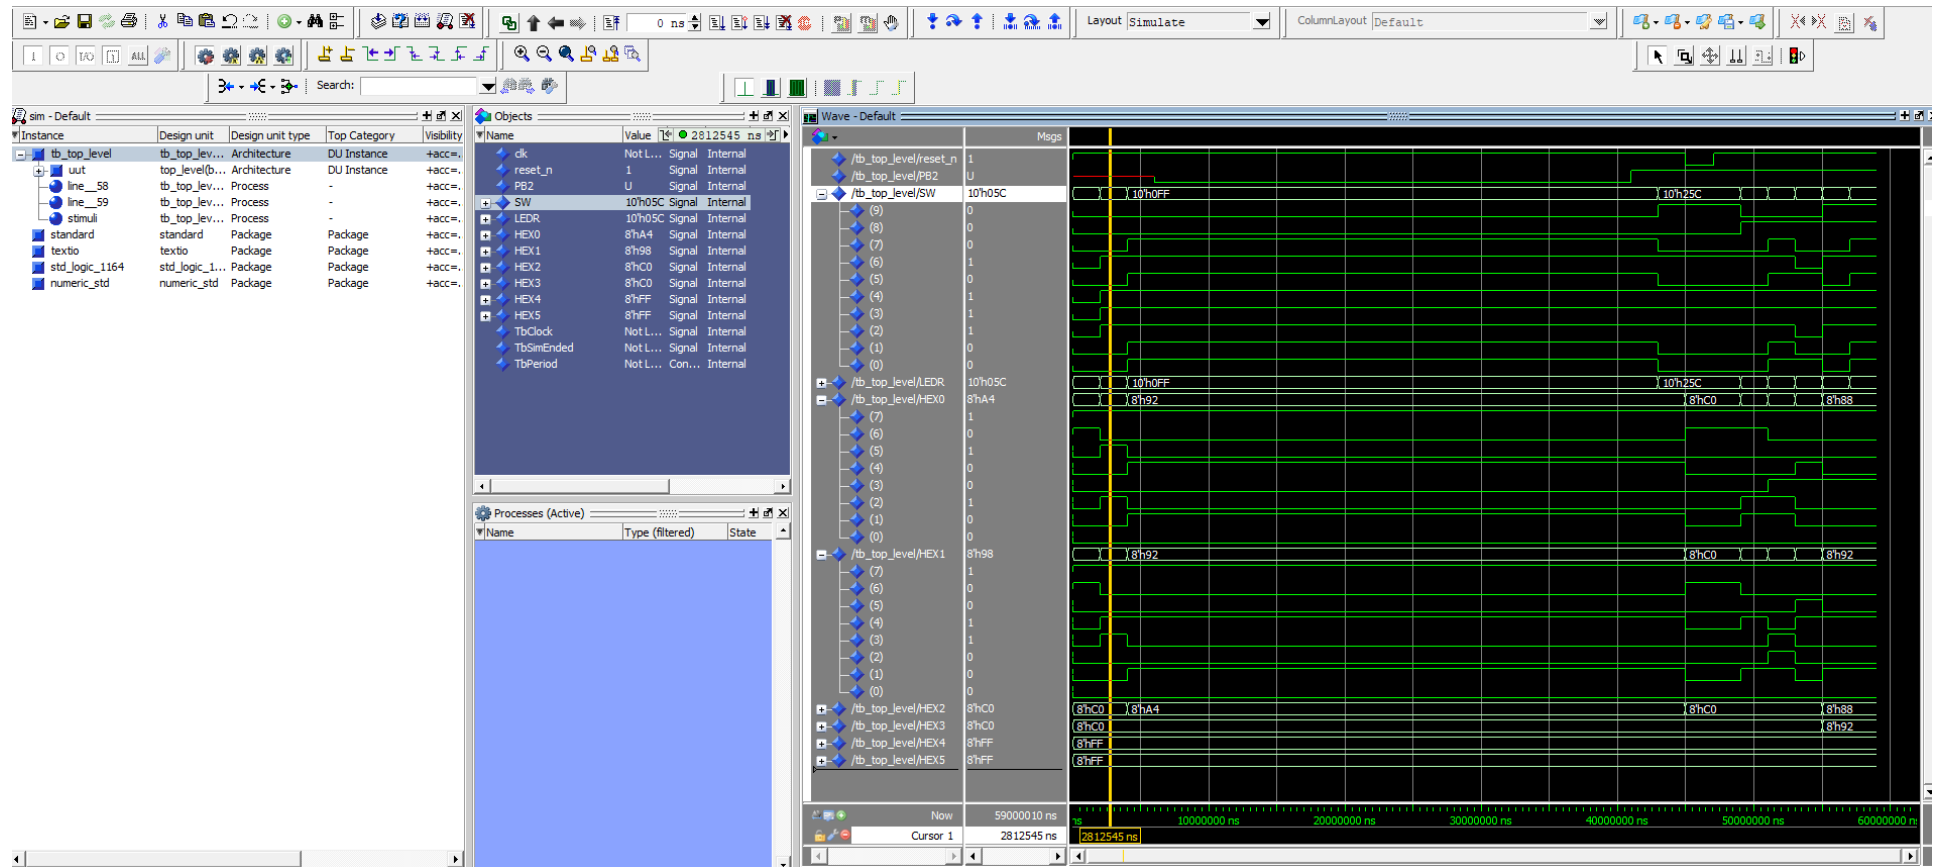 0 ns
Layout Simulate
ColumnLayout Default
I O I/O ALL
Search:
sim - Default
Instance Design unit Design unit type Top Category Visibility
tb_top_level tb_top_lev... Architecture DU Instance +acc=...
uut top_level(b... Architecture DU Instance +acc=...
line__58 tb_top_lev... Process - +acc=...
line__59 tb_top_lev... Process - +acc=...
stimuli tb_top_lev... Process - +acc=...
standard standard Package Package +acc=...
textio textio Package Package +acc=...
std_logic_1164 std_logic_1... Package Package +acc=...
numeric_std numeric_std Package Package +acc=...
Objects
Name Value 2812545 ns
clk Not L... Signal Internal
reset_n 1 Signal Internal
PB2 U Signal Internal
SW 10'h05C Signal Internal
LEDR 10'h05C Signal Internal
HEX0 8'hA4 Signal Internal
HEX1 8'h98 Signal Internal
HEX2 8'hC0 Signal Internal
HEX3 8'hC0 Signal Internal
HEX4 8'hFF Signal Internal
HEX5 8'hFF Signal Internal
TbClock Not L... Signal Internal
TbSimEnded Not L... Signal Internal
TbPeriod Not L... Con... Internal
Processes (Active)
Name Type (filtered) State
Wave - Default
Msgs
/tb_top_level/reset_n 1
/tb_top_level/PB2 U
/tb_top_level/SW 10'h05C 10'h0FF 10'h25C
(9) 0
(8) 0
(7) 0
(6) 1
(5) 0
(4) 1
(3) 1
(2) 1
(1) 0
(0) 0
/tb_top_level/LEDR 10'h05C 10'h0FF 10'h25C
/tb_top_level/HEX0 8'hA4 8'h92 8'hC0 8'h88
(7) 1
(6) 0
(5) 1
(4) 0
(3) 0
(2) 1
(1) 0
(0) 0
/tb_top_level/HEX1 8'h98 8'h92 8'hC0 8'h92
(7) 1
(6) 0
(5) 0
(4) 1
(3) 1
(2) 0
(1) 0
(0) 0
/tb_top_level/HEX2 8'hC0 8'hC0 8'hA4 8'hC0 8'h88
/tb_top_level/HEX3 8'hC0 8'hC0 8'h92
/tb_top_level/HEX4 8'hFF 8'hFF
/tb_top_level/HEX5 8'hFF 8'hFF
Now 59000010 ns ns 10000000 ns 20000000 ns 30000000 ns 40000000 ns 50000000 ns 60000000 n
Cursor 1 2812545 ns 2812545 ns